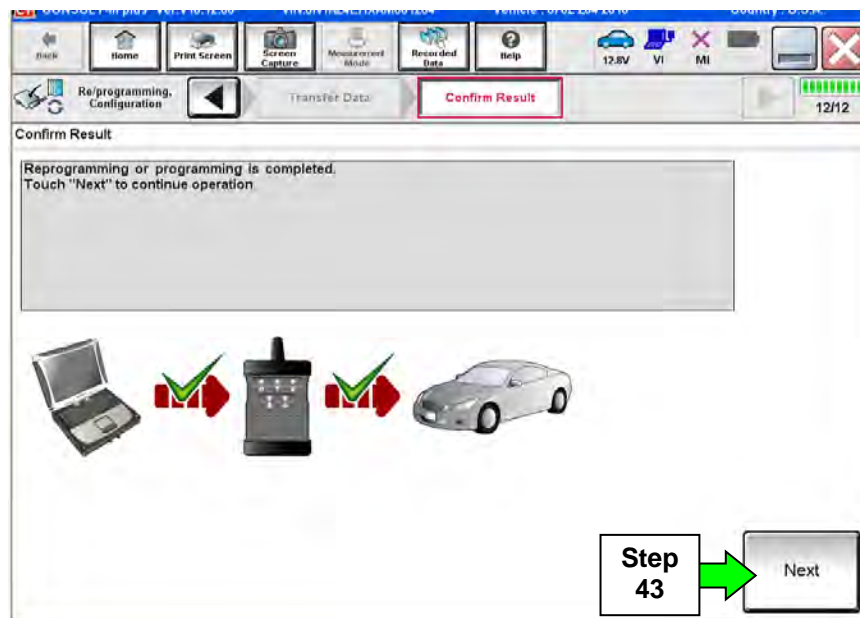 Back
Home
Print Screen
Screen
Capture
Measurement
Mode
Recorded
Data
Help
12.8V
VI
MI
Re/programming,
Configuration
Transfer Data
Confirm Result
12/12
Confirm Result
Reprogramming or programming is completed.
Touch "Next" to continue operation
Step
43
Next